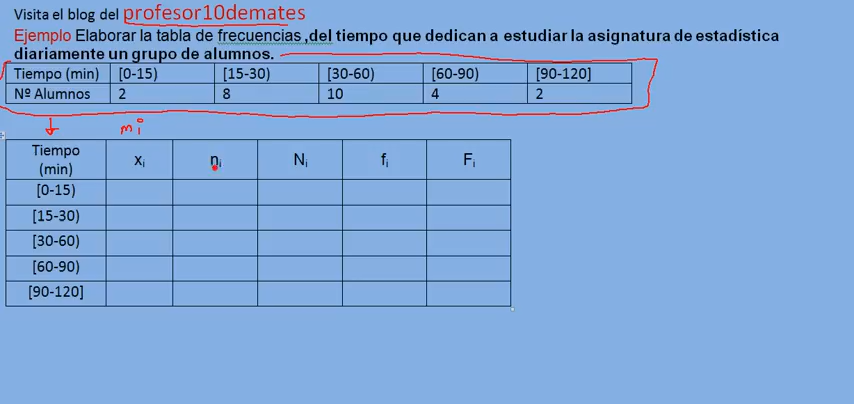 Visita el blog del profesor10demates
Ejemplo Elaborar la tabla de frecuencias ,del tiempo que dedican a estudiar la asignatura de estadística
diariamente un grupo de alumnos.
Tiempo (min) [0-15) [15-30) [30-60) [60-90) [90-120]
Nº Alumnos 2 8 10 4 2
mi
Tiempo (min) xi ni Ni fi Fi
[0-15)
[15-30)
[30-60)
[60-90)
[90-120]